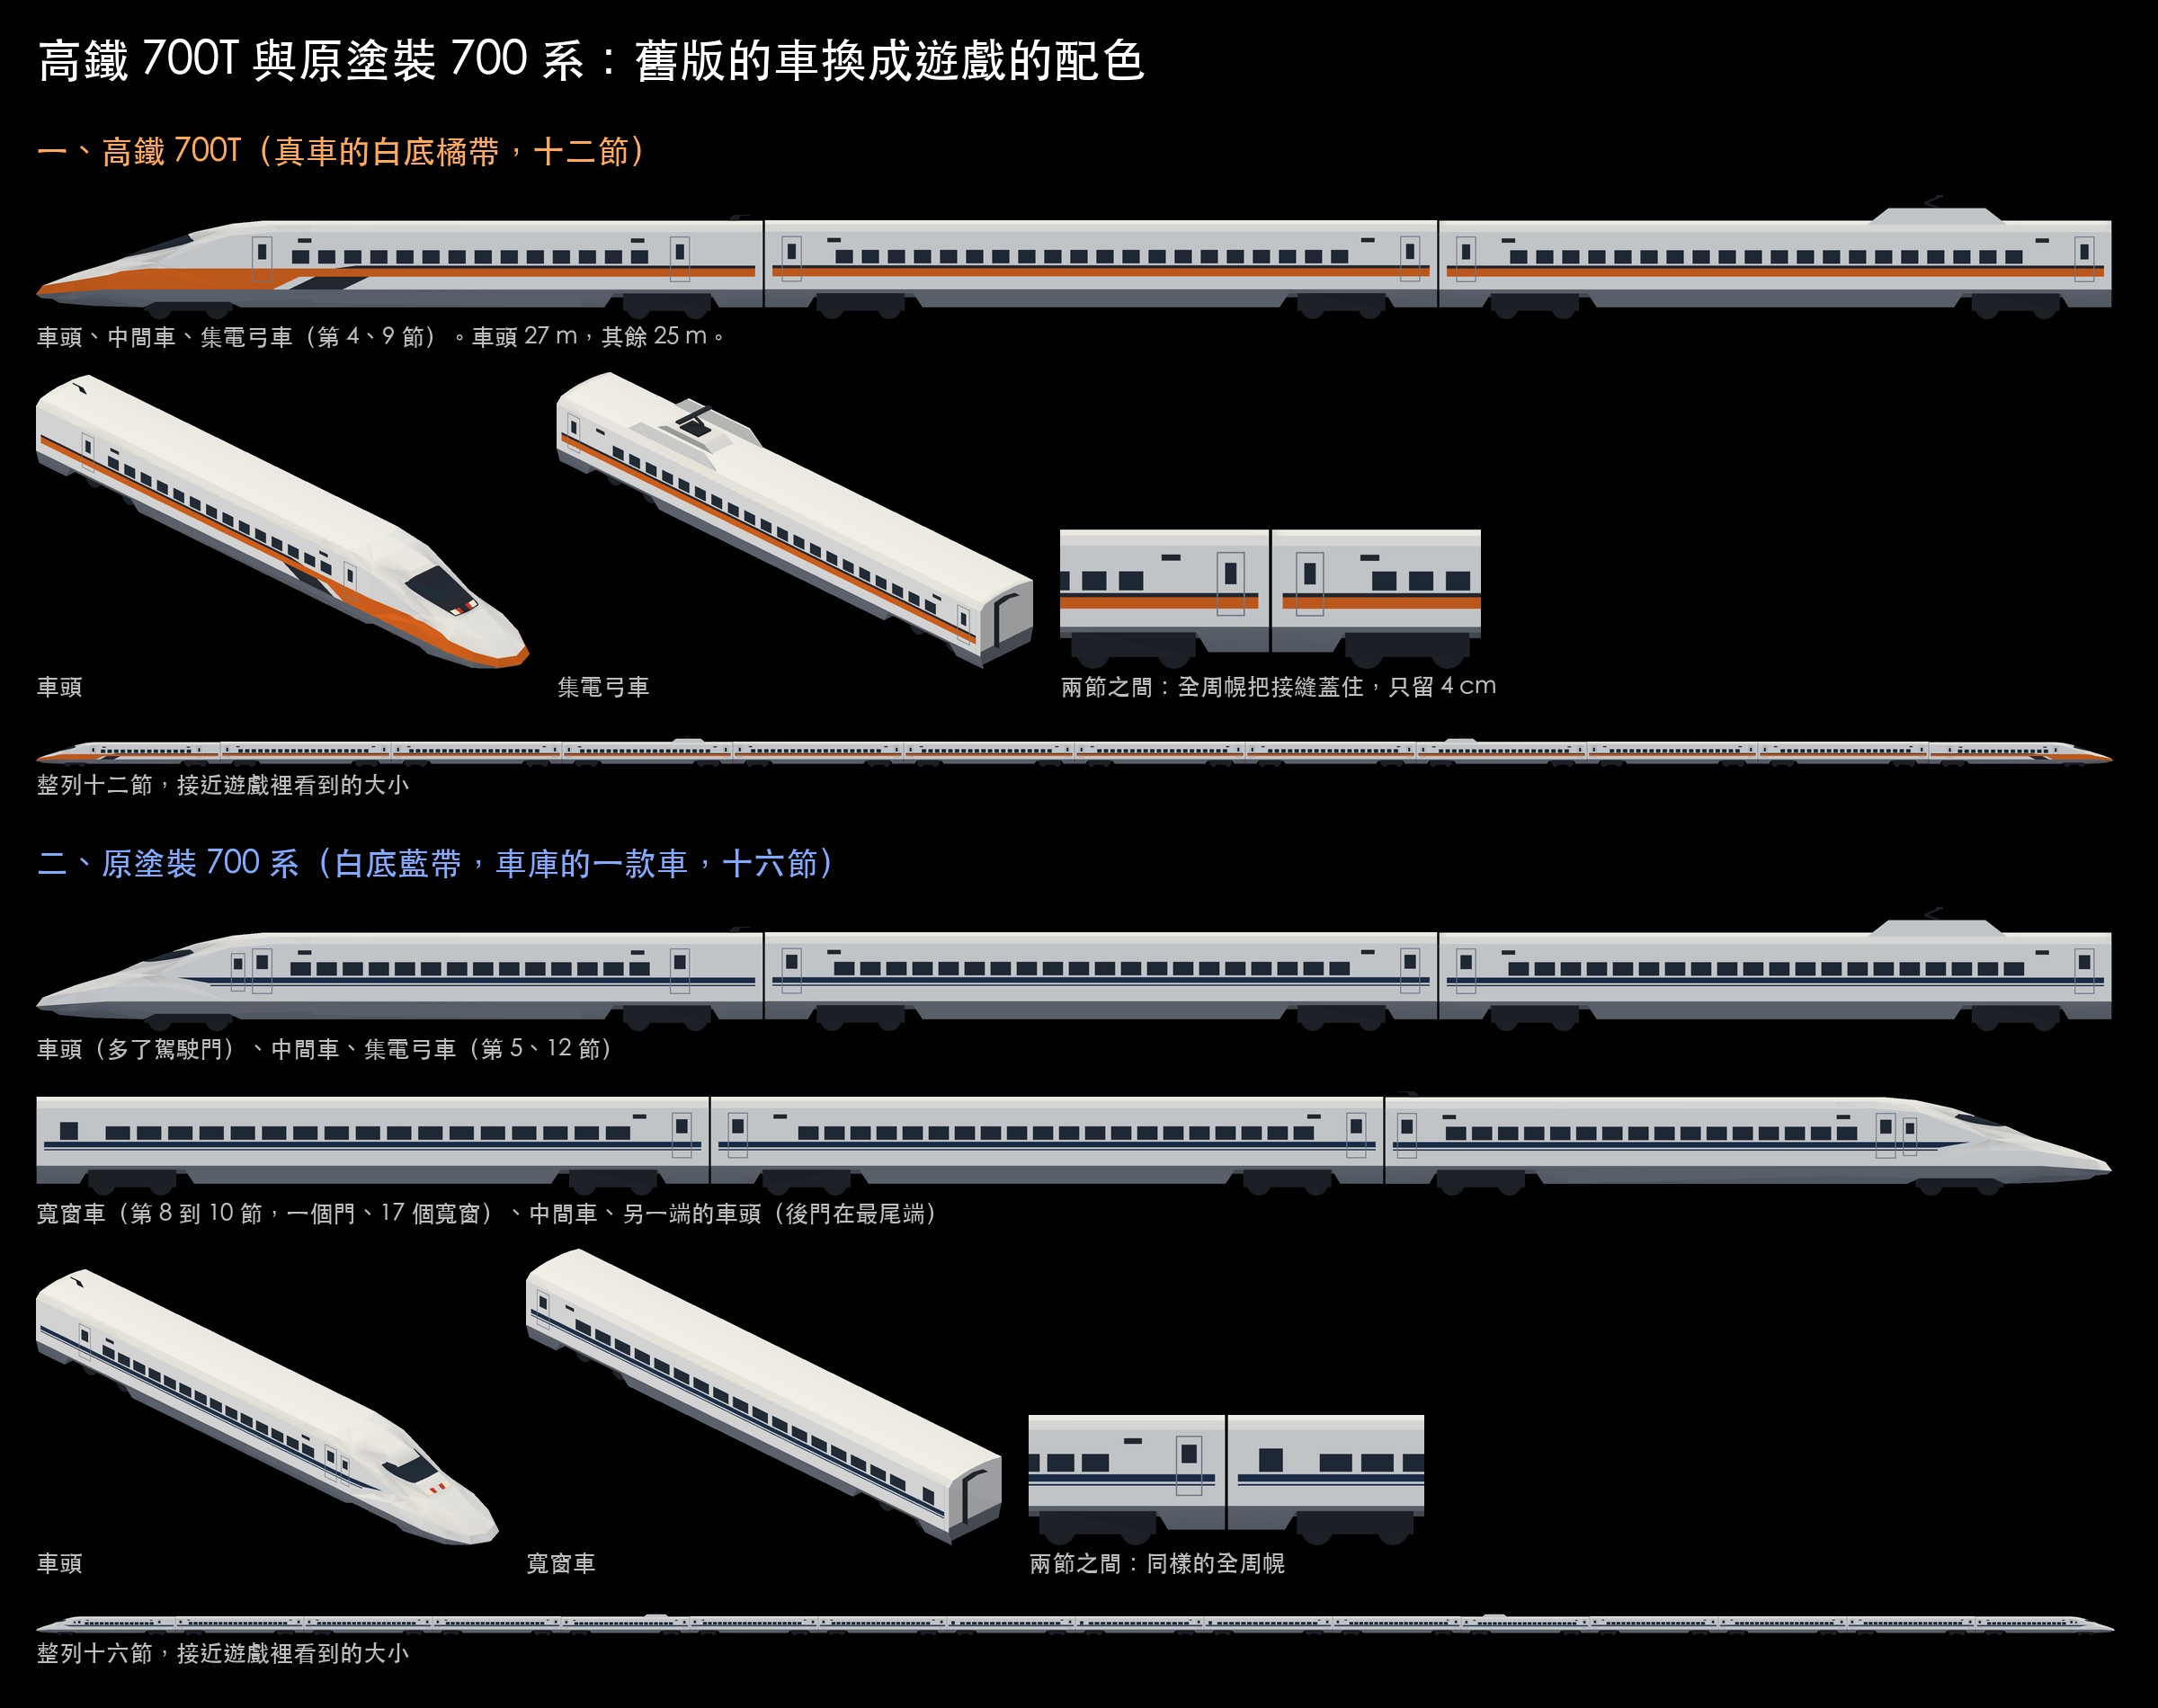 高鐵 700T 與原塗裝 700 系：舊版的車換成遊戲的配色
一、高鐵 700T（真車的白底橘帶，十二節）
車頭、中間車、集電弓車（第 4、9 節）。車頭 27 m，其餘 25 m。
車頭
集電弓車
兩節之間：全周幌把接縫蓋住，只留 4 cm
整列十二節，接近遊戲裡看到的大小
二、原塗裝 700 系（白底藍帶，車庫的一款車，十六節）
車頭（多了駕駛門）、中間車、集電弓車（第 5、12 節）
寬窗車（第 8 到 10 節，一個門、17 個寬窗）、中間車、另一端的車頭（後門在最尾端）
車頭
寬窗車
兩節之間：同樣的全周幌
整列十六節，接近遊戲裡看到的大小